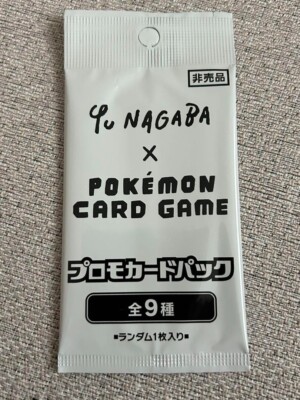 非売品
Yu NAGABA
×
POKÉMON
CARD GAME
プロモカードパック
全9種
■ランダム1枚入り■